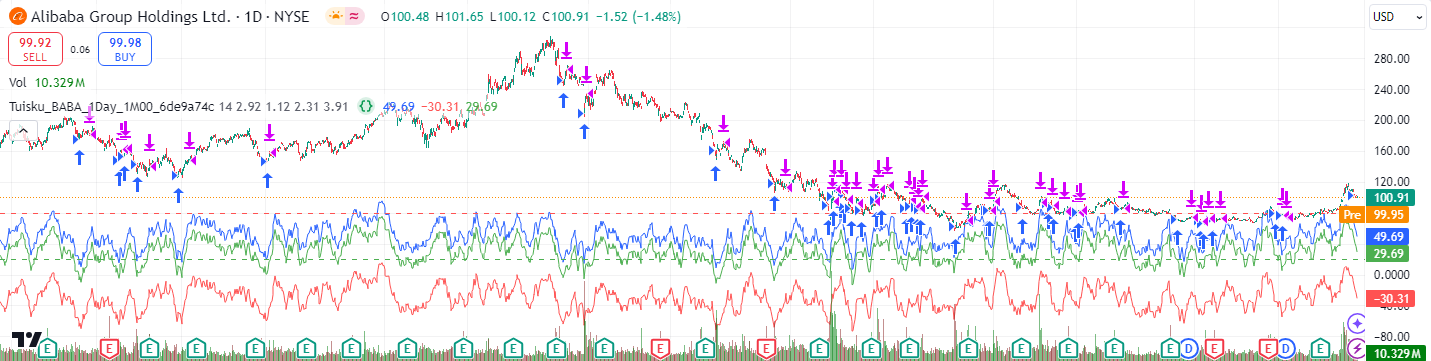 Alibaba Group Holdings Ltd. · 1D · NYSE O100.48 H101.65 L100.12 C100.91 −1.52 (−1.48%)
USD
99.92 SELL 0.06 99.98 BUY
Vol 10.329M
Tuisku_BABA_1Day_1M00_6de9a74c 14 2.92 1.12 2.31 3.91 {} 49.69 −30.31 29.69
280.00
240.00
200.00
160.00
120.00
100.91
Pre 99.95
49.69
29.69
0.0000
−30.31
−80.00
10.329M
E E E E E E E E E E E E E E E E E E E E E E D E E D E